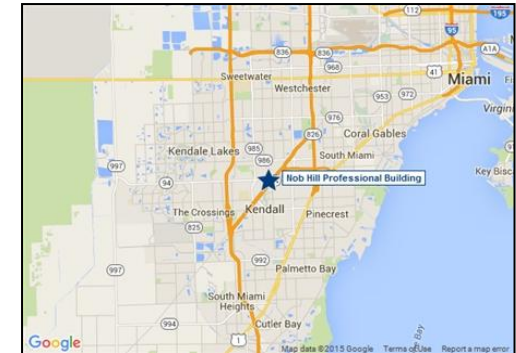 112
195
95
836
836
A1A
Sweetwater
968
41
Miami
Westchester
953
972
Virgin
976
826
Coral Gables
Kendale Lakes
985
South Miami
986
997
Key Bisc
94
Nob Hill Professional Building
The Crossings
Kendall
Pinecrest
825
992
997
Palmetto Bay
South Miami
Heights
994
Cutler Bay
1
Bay
Google
Map data ©2015 Google
Terms of Use
Report a map error